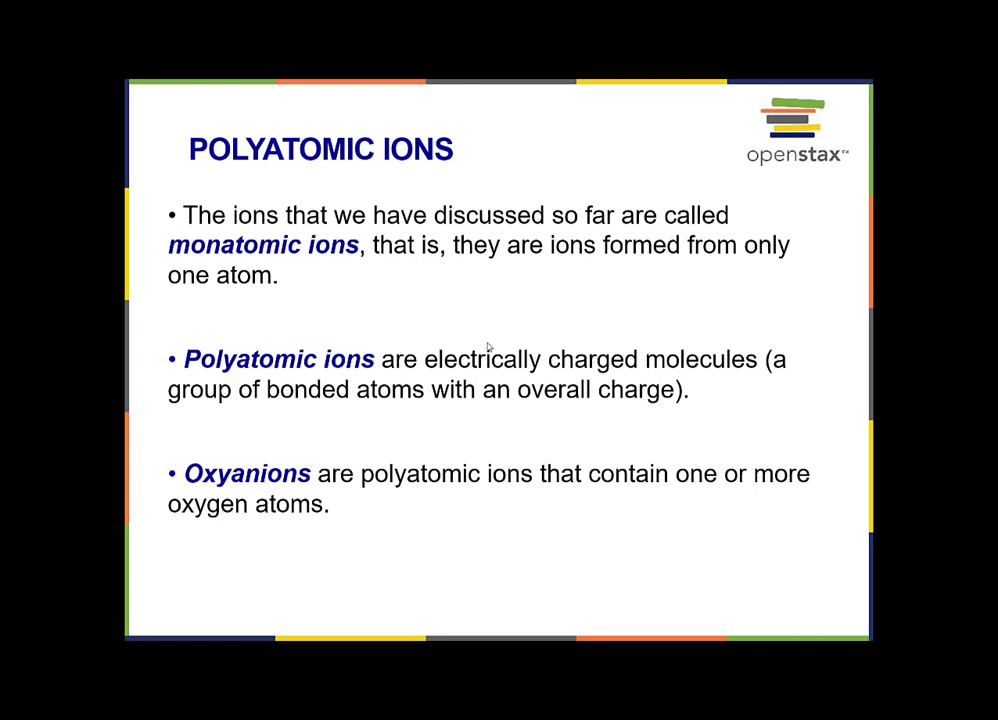 openstax™
POLYATOMIC IONS
• The ions that we have discussed so far are called
monatomic ions, that is, they are ions formed from only
one atom.
• Polyatomic ions are electrically charged molecules (a
group of bonded atoms with an overall charge).
• Oxyanions are polyatomic ions that contain one or more
oxygen atoms.